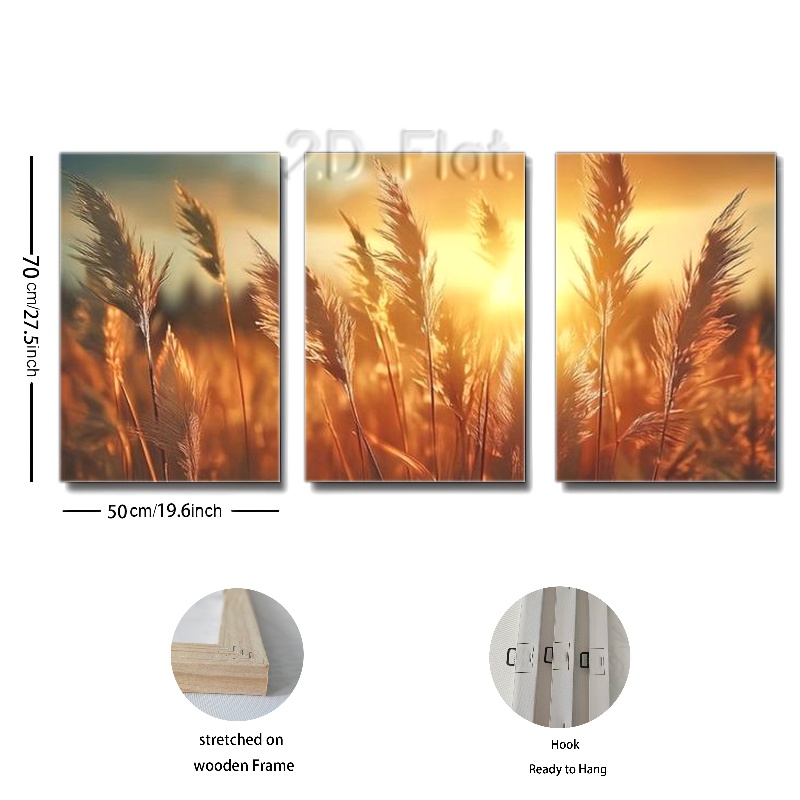 2D Flat
70cm/27.5inch
50cm/19.6inch
stretched on
wooden Frame
Hook
Ready to Hang